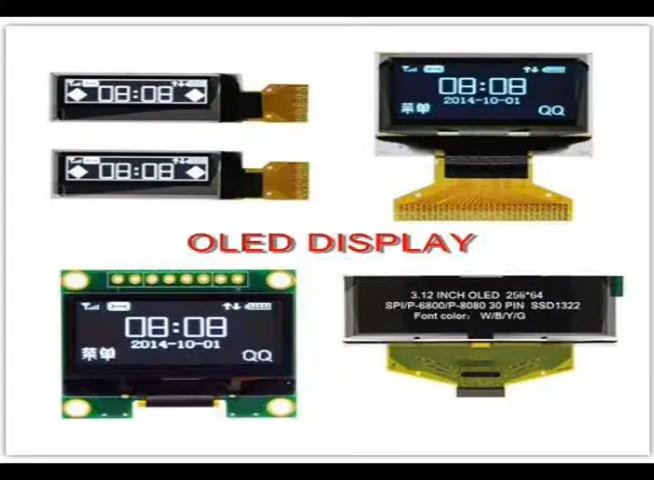 08:08
08:08
08:08
2014-10-01
菜单
QQ
OLED DISPLAY
08:08
2014-10-01
菜单
QQ
3.12 INCH OLED 256*64
SPI/P-6800/P-8080 30 PIN SSD1322
Font color: W/B/Y/G